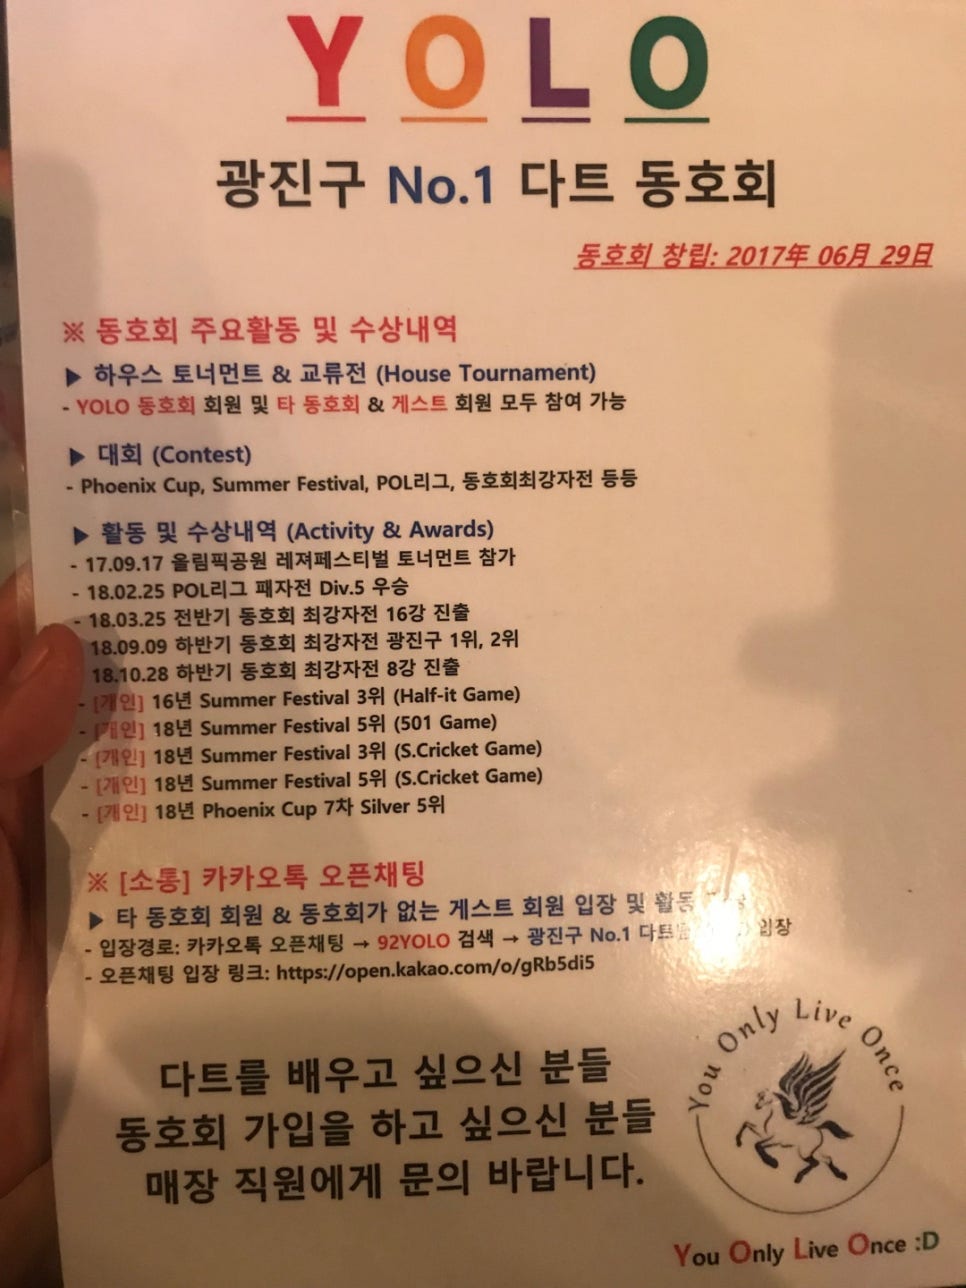 YOLO
광진구 No.1 다트 동호회
동호회 창립: 2017年 06月 29日
※ 동호회 주요활동 및 수상내역
▶ 하우스 토너먼트 & 교류전 (House Tournament)
- YOLO 동호회 회원 및 타 동호회 & 게스트 회원 모두 참여 가능
▶ 대회 (Contest)
- Phoenix Cup, Summer Festival, POL리그, 동호회최강자전 등등
▶ 활동 및 수상내역 (Activity & Awards)
- 17.09.17 올림픽공원 레져페스티벌 토너먼트 참가
- 18.02.25 POL리그 패자전 Div.5 우승
- 18.03.25 전반기 동호회 최강자전 16강 진출
18.09.09 하반기 동호회 최강자전 광진구 1위, 2위
18.10.28 하반기 동호회 최강자전 8강 진출
- [개인] 16년 Summer Festival 3위 (Half-it Game)
- [개인] 18년 Summer Festival 5위 (501 Game)
- [개인] 18년 Summer Festival 3위 (S.Cricket Game)
- [개인] 18년 Summer Festival 5위 (S.Cricket Game)
- [개인] 18년 Phoenix Cup 7차 Silver 5위
※ [소통] 카카오톡 오픈채팅
▶ 타 동호회 회원 & 동호회가 없는 게스트 회원 입장 및 활동
- 입장경로: 카카오톡 오픈채팅 → 92YOLO 검색 → 광진구 No.1 입장
- 오픈채팅 입장 링크: https://open.kakao.com/o/gRb5di5
다트를 배우고 싶으신 분들
동호회 가입을 하고 싶으신 분들
매장 직원에게 문의 바랍니다.
You Only Live Once
You Only Live Once :D